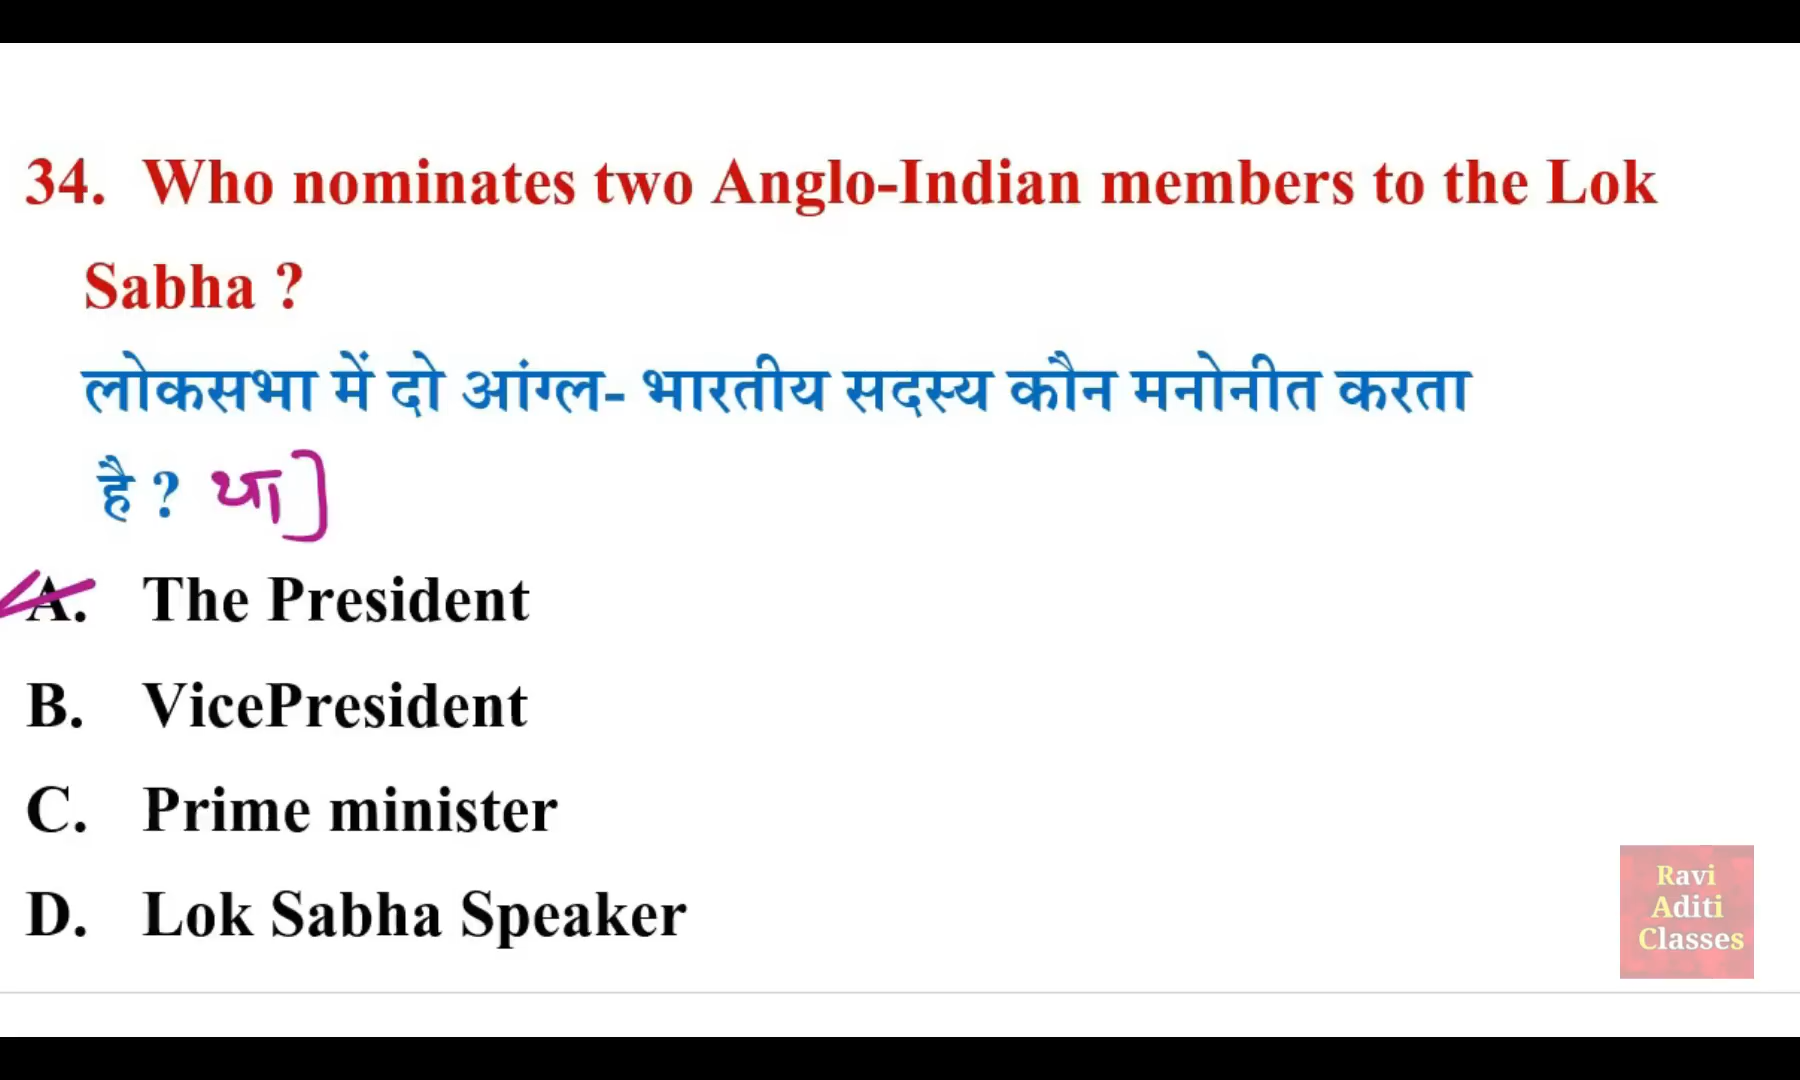 34. Who nominates two Anglo-Indian members to the Lok
Sabha ?
लोकसभा में दो आंग्ल- भारतीय सदस्य कौन मनोनीत करता
है ? था]
A. The President
B. VicePresident
C. Prime minister
D. Lok Sabha Speaker
Ravi
Aditi
Classes